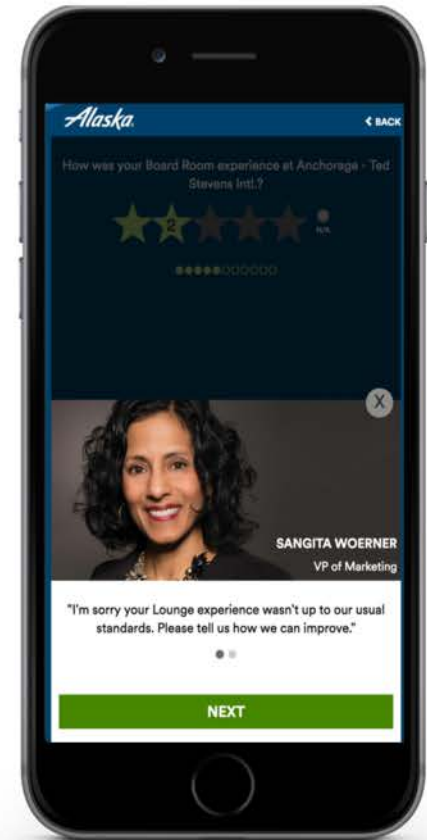 Alaska
< BACK
How was your Board Room experience at Anchorage - Ted
Stevens Intl.?
2
N/A
X
SANGITA WOERNER
VP of Marketing
"I'm sorry your Lounge experience wasn't up to our usual
standards. Please tell us how we can improve."
NEXT